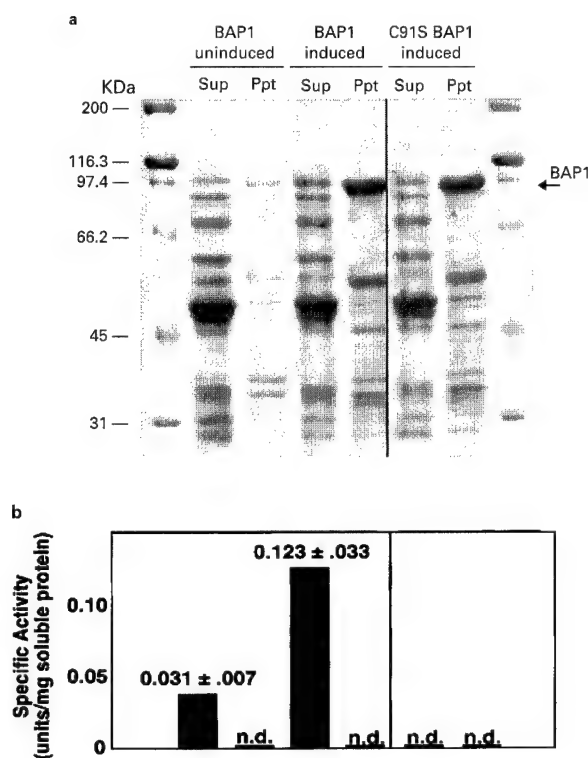 a
BAP1 uninduced
BAP1 induced
C91S BAP1 induced
KDa
Sup Ppt Sup Ppt Sup Ppt
200 —
116.3 —
97.4 —
BAP1
66.2 —
45 —
31 —
b
Specific Activity
(units/mg soluble protein)
0.10
0.05
0
0.031 ± .007
n.d.
0.123 ± .033
n.d.
n.d.
n.d.